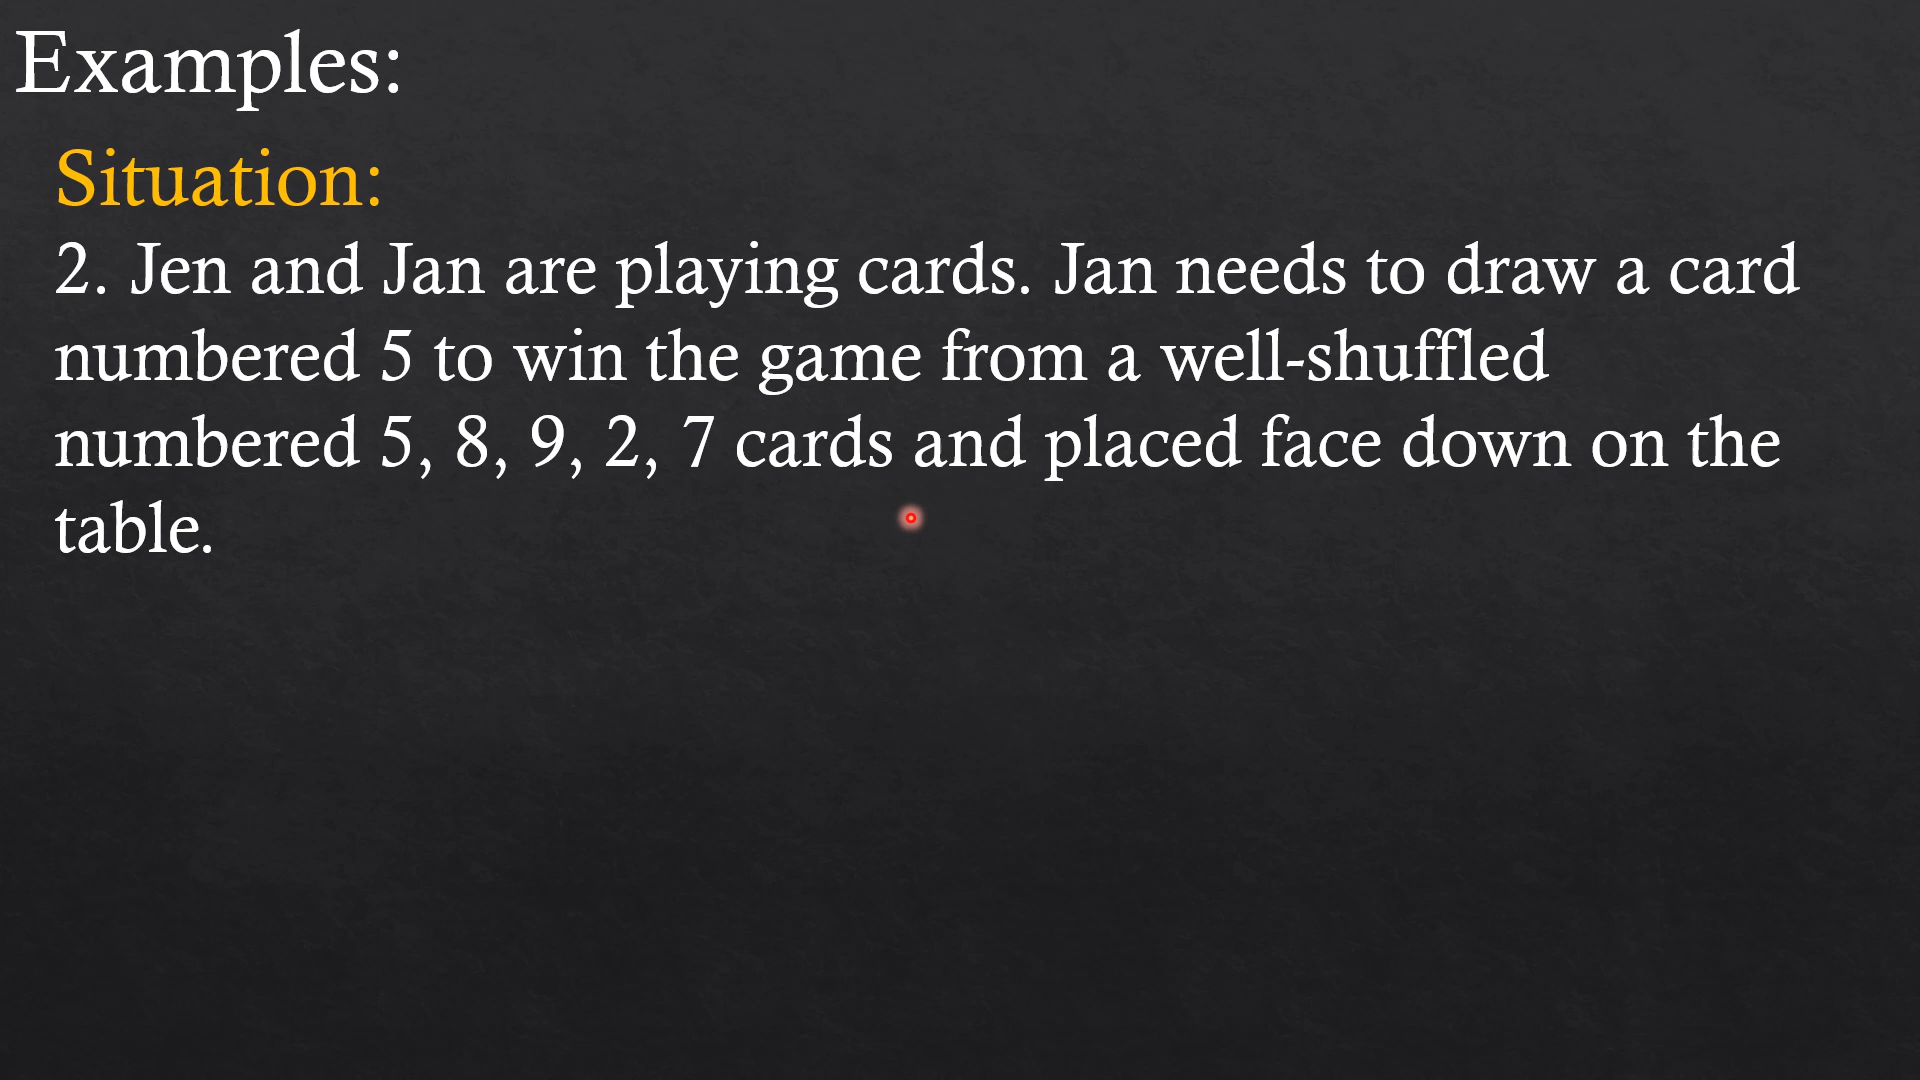 Examples:
Situation:
2. Jen and Jan are playing cards. Jan needs to draw a card
numbered 5 to win the game from a well-shuffled
numbered 5, 8, 9, 2, 7 cards and placed face down on the
table.